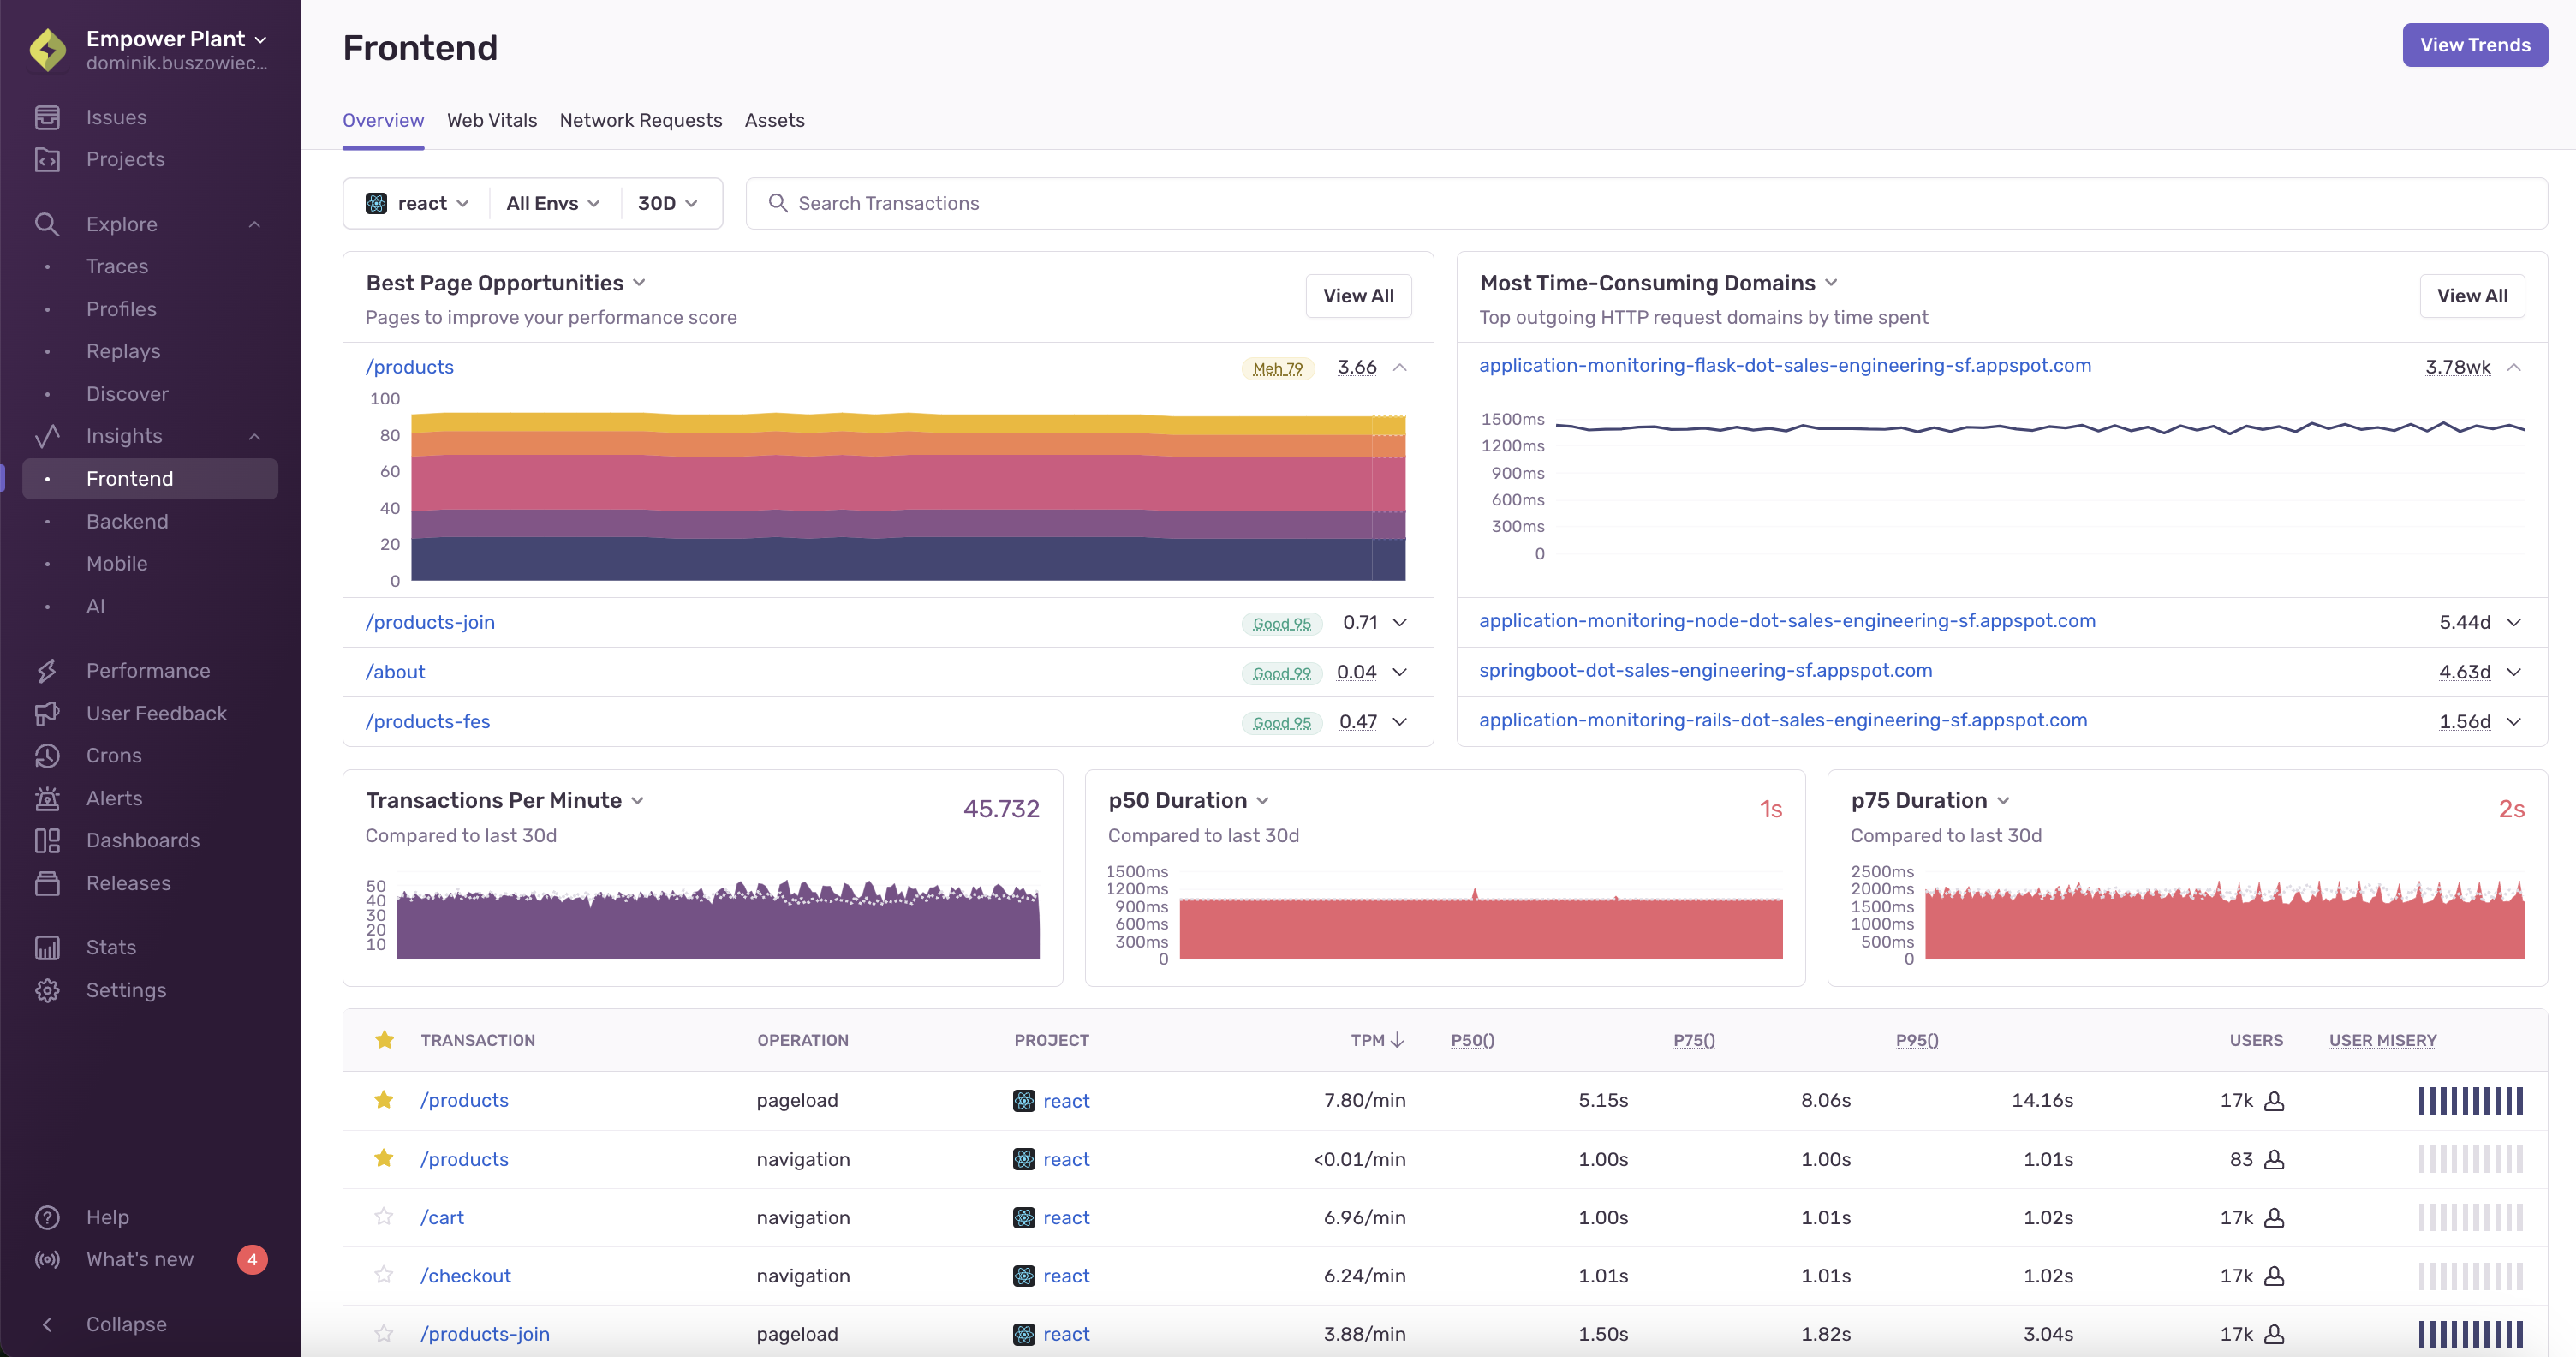 Empower Plant
dominik.buszowiec...
Issues
Projects
Explore
Traces
Profiles
Replays
Discover
Insights
Frontend
Backend
Mobile
AI
Performance
User Feedback
Crons
Alerts
Dashboards
Releases
Stats
Settings
Help
What's new 4
Collapse
Frontend
View Trends
Overview Web Vitals Network Requests Assets
react All Envs 30D Search Transactions
Best Page Opportunities
Pages to improve your performance score
View All
/products Meh 79 3.66
100
80
60
40
20
0
/products-join Good 95 0.71
/about Good 99 0.04
/products-fes Good 95 0.47
Most Time-Consuming Domains
Top outgoing HTTP request domains by time spent
View All
application-monitoring-flask-dot-sales-engineering-sf.appspot.com 3.78wk
1500ms
1200ms
900ms
600ms
300ms
0
application-monitoring-node-dot-sales-engineering-sf.appspot.com 5.44d
springboot-dot-sales-engineering-sf.appspot.com 4.63d
application-monitoring-rails-dot-sales-engineering-sf.appspot.com 1.56d
Transactions Per Minute 45.732
Compared to last 30d
50
40
30
20
10
p50 Duration 1s
Compared to last 30d
1500ms
1200ms
900ms
600ms
300ms
0
p75 Duration 2s
Compared to last 30d
2500ms
2000ms
1500ms
1000ms
500ms
0
TRANSACTION OPERATION PROJECT TPM P50() P75() P95() USERS USER MISERY
/products pageload react 7.80/min 5.15s 8.06s 14.16s 17k
/products navigation react <0.01/min 1.00s 1.00s 1.01s 83
/cart navigation react 6.96/min 1.00s 1.01s 1.02s 17k
/checkout navigation react 6.24/min 1.01s 1.01s 1.02s 17k
/products-join pageload react 3.88/min 1.50s 1.82s 3.04s 17k